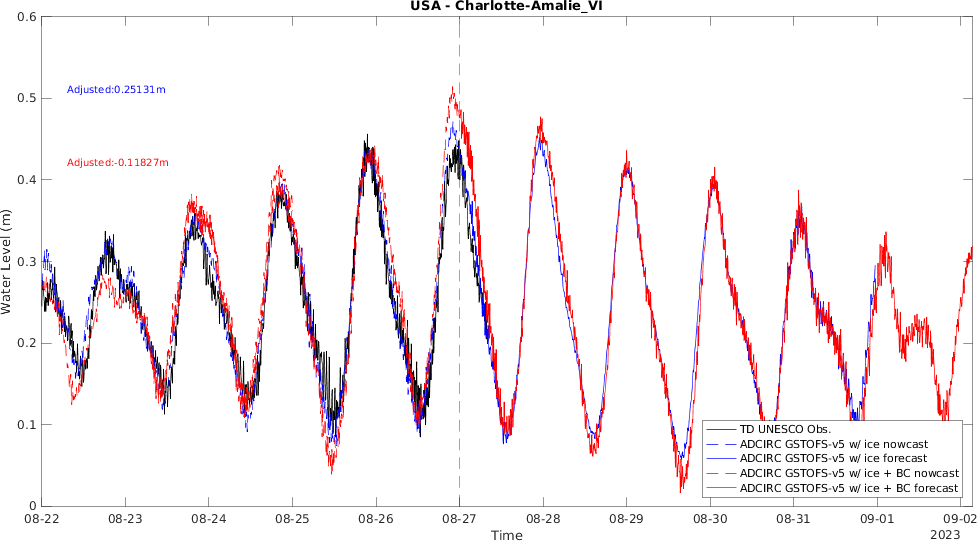 USA - Charlotte-Amalie_VI
0.6
0.5
0.4
0.3
0.2
0.1
0
Water Level (m)
Adjusted:0.25131m
Adjusted:-0.11827m
TD UNESCO Obs.
ADCIRC GSTOFS-v5 w/ ice nowcast
ADCIRC GSTOFS-v5 w/ ice forecast
ADCIRC GSTOFS-v5 w/ ice + BC nowcast
ADCIRC GSTOFS-v5 w/ ice + BC forecast
08-22 08-23 08-24 08-25 08-26 08-27 08-28 08-29 08-30 08-31 09-01 09-02
Time 2023